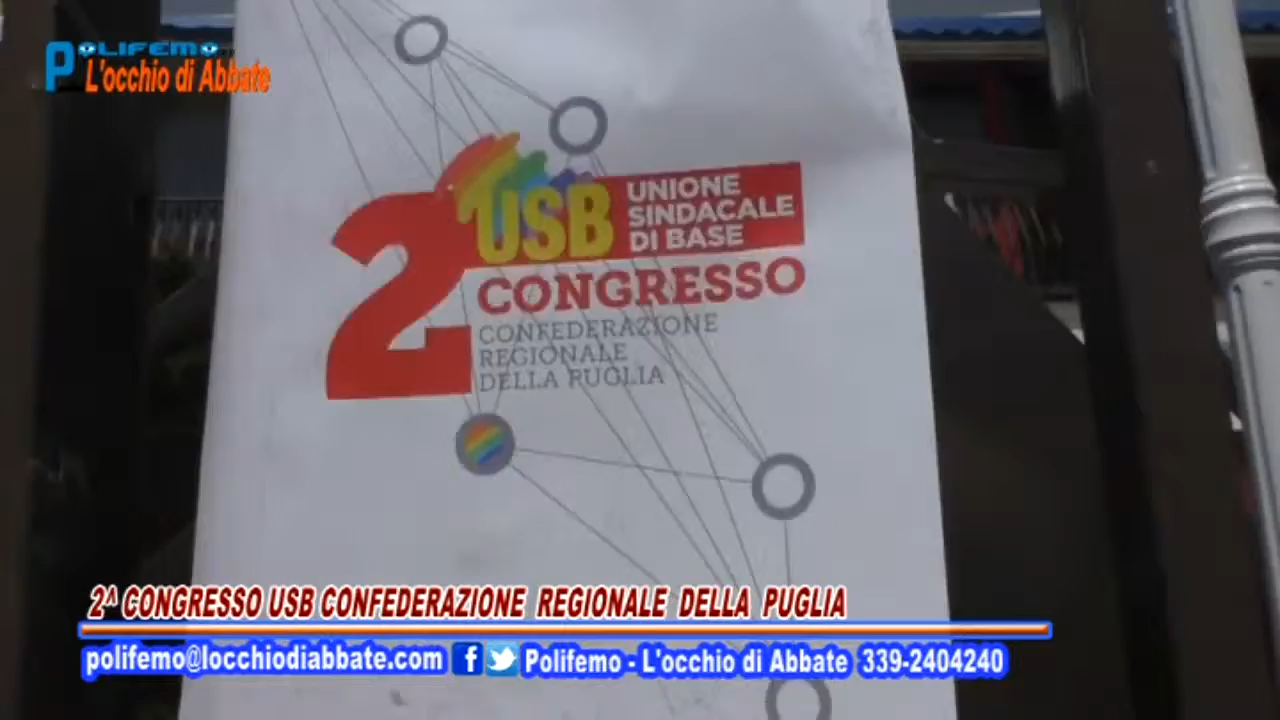 POLIFEMO
L'occhio di Abbate
2
USB
UNIONE
SINDACALE
DI BASE
CONGRESSO
CONFEDERAZIONE
REGIONALE
DELLA PUGLIA
2^ CONGRESSO USB CONFEDERAZIONE REGIONALE DELLA PUGLIA
polifemo@locchiodiabbate.com f Polifemo - L'occhio di Abbate 339-2404240